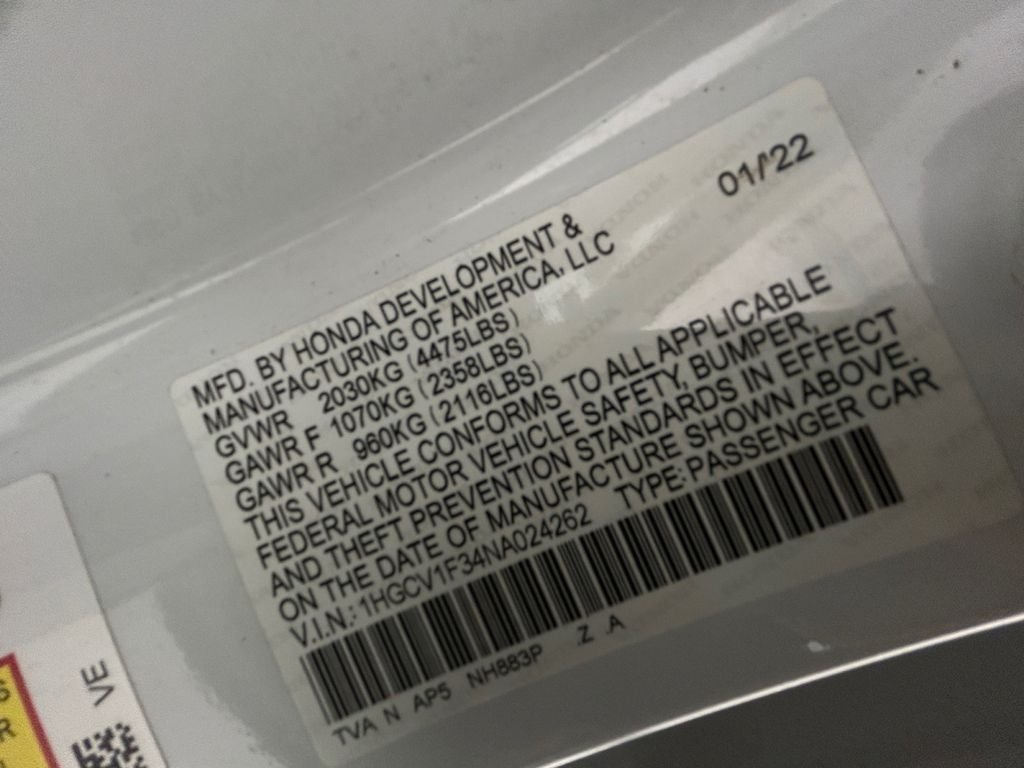 01/'22
MFD. BY HONDA DEVELOPMENT &
MANUFACTURING OF AMERICA, LLC
GVWR 2030KG (4475LBS)
GAWR F 1070KG (2358LBS)
GAWR R 960KG (2116LBS)
THIS VEHICLE CONFORMS TO ALL APPLICABLE
FEDERAL MOTOR VEHICLE SAFETY, BUMPER,
AND THEFT PREVENTION STANDARDS IN EFFECT
ON THE DATE OF MANUFACTURE SHOWN ABOVE.
V.I.N.: 1HGCV1F34NA024262 TYPE: PASSENGER CAR
TVA N AP5 NH883P Z .A
VE